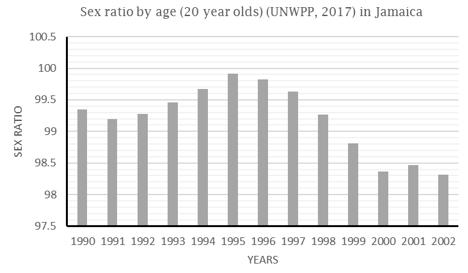 Sex ratio by age (20 year olds) (UNWPP, 2017) in Jamaica
100.5
100
99.5
99
98.5
98
97.5
SEX RATIO
1990 1991 1992 1993 1994 1995 1996 1997 1998 1999 2000 2001 2002
YEARS